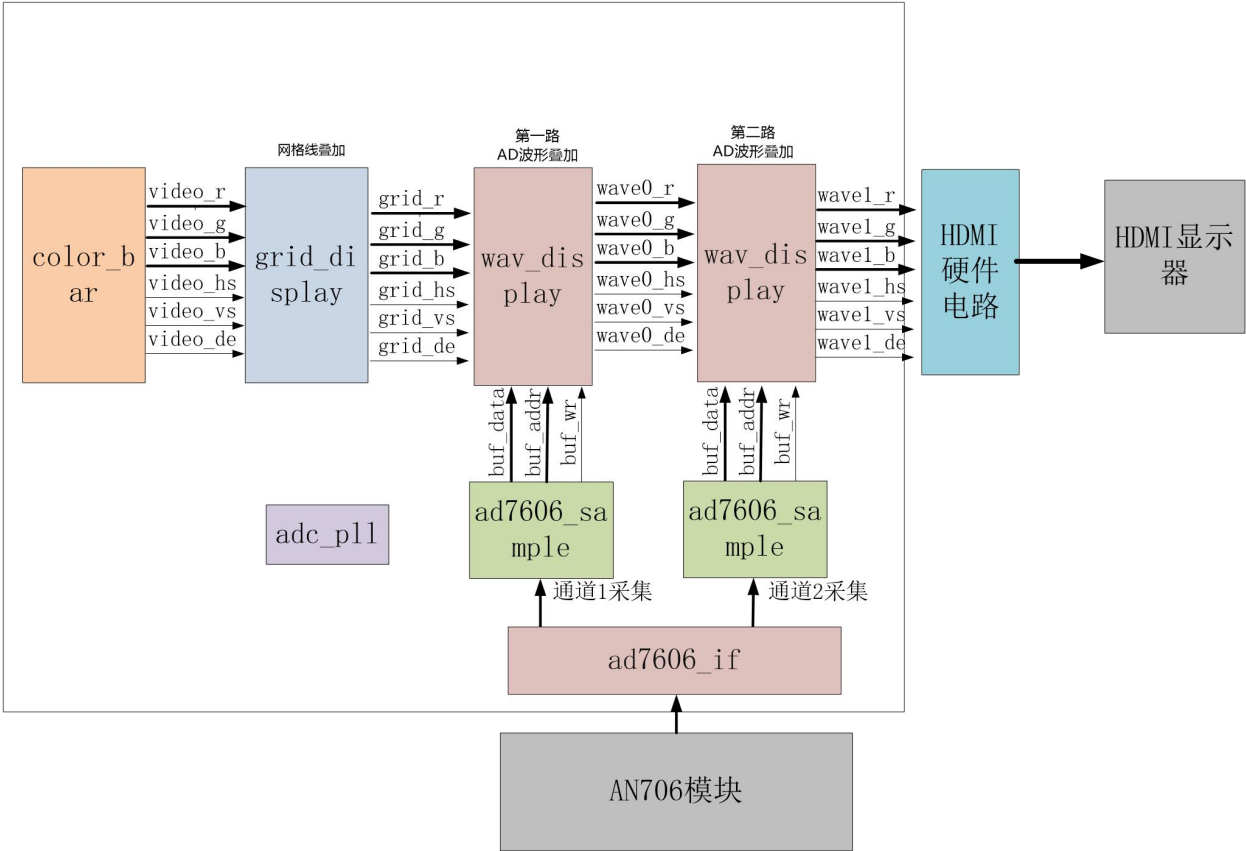 网格线叠加
第一路
AD波形叠加
第二路
AD波形叠加
color_b
ar
video_r
video_g
video_b
video_hs
video_vs
video_de
grid_di
splay
grid_r
grid_g
grid_b
grid_hs
grid_vs
grid_de
wav_dis
play
wave0_r
wave0_g
wave0_b
wave0_hs
wave0_vs
wave0_de
wav_dis
play
wave1_r
wave1_g
wave1_b
wave1_hs
wave1_vs
wave1_de
HDMI
硬件
电路
HDMI显示
器
buf_data
buf_addr
buf_wr
buf_data
buf_addr
buf_wr
adc_pll
ad7606_sa
mple
ad7606_sa
mple
通道1采集
通道2采集
ad7606_if
AN706模块